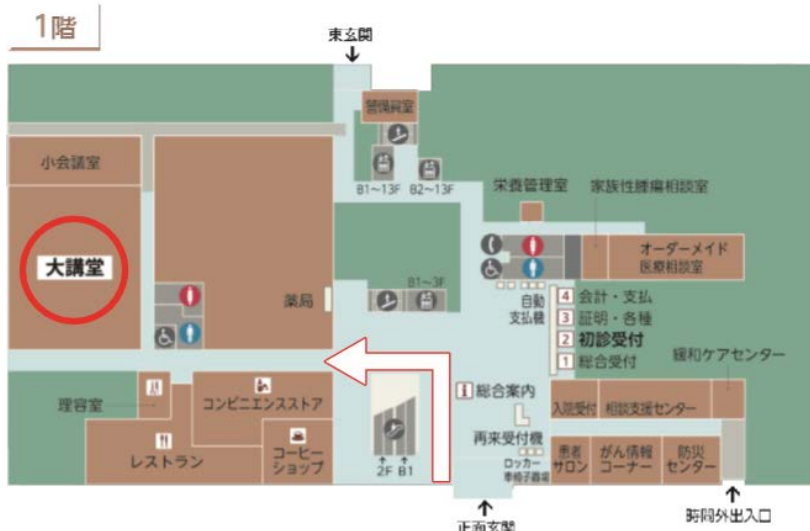 1階
東玄関
警備員室
小会議室
B1～13F
B2～13F
栄養管理室
家族性腫瘍相談室
大講堂
オーダーメイド
医療相談室
B1～3F
薬局
自動
支払機
4 会計・支払
3 証明・各種
2 初診受付
1 総合受付
緩和ケアセンター
i 総合案内
理容室
コンビニエンスストア
入院受付
相談支援センター
再来受付機
レストラン
コーヒー
ショップ
2F B1
ロッカー
車椅子置場
患者
サロン
がん情報
コーナー
防災
センター
正面玄関
時間外出入口